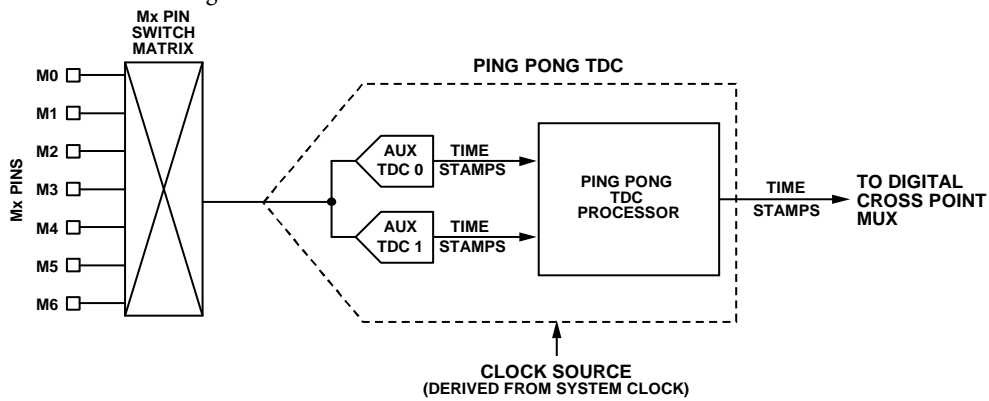 Mx PIN
SWITCH
MATRIX
M0
M1
M2
M3
M4
M5
M6
Mx PINS
PING PONG TDC
AUX
TDC 0
TIME
STAMPS
AUX
TDC 1
TIME
STAMPS
PING PONG
TDC
PROCESSOR
TIME
STAMPS
TO DIGITAL
CROSS POINT
MUX
CLOCK SOURCE
(DERIVED FROM SYSTEM CLOCK)